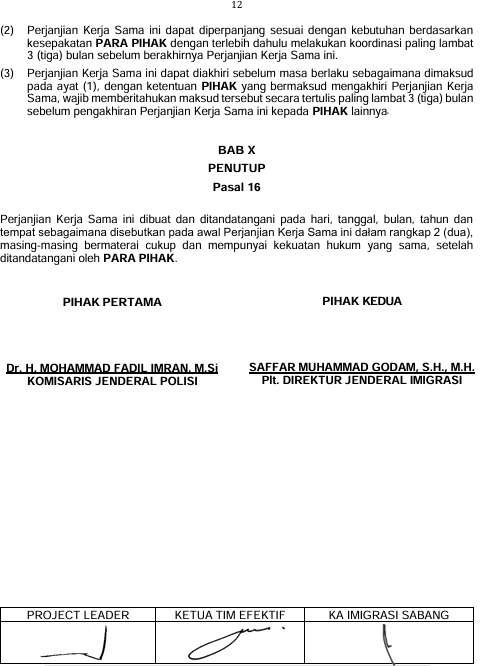 12
(2) Perjanjian Kerja Sama ini dapat diperpanjang sesuai dengan kebutuhan berdasarkan
kesepakatan PARA PIHAK dengan terlebih dahulu melakukan koordinasi paling lambat
3 (tiga) bulan sebelum berakhirnya Perjanjian Kerja Sama ini.
(3) Perjanjian Kerja Sama ini dapat diakhiri sebelum masa berlaku sebagaimana dimaksud
pada ayat (1), dengan ketentuan PIHAK yang bermaksud mengakhiri Perjanjian Kerja
Sama, wajib memberitahukan maksud tersebut secara tertulis paling lambat 3 (tiga) bulan
sebelum pengakhiran Perjanjian Kerja Sama ini kepada PIHAK lainnya.
BAB X
PENUTUP
Pasal 16
Perjanjian Kerja Sama ini dibuat dan ditandatangani pada hari, tanggal, bulan, tahun dan
tempat sebagaimana disebutkan pada awal Perjanjian Kerja Sama ini dalam rangkap 2 (dua),
masing-masing bermaterai cukup dan mempunyai kekuatan hukum yang sama, setelah
ditandatangani oleh PARA PIHAK.
PIHAK PERTAMA
Dr. H. MOHAMMAD FADIL IMRAN, M.Si
KOMISARIS JENDERAL POLISI
PIHAK KEDUA
SAFFAR MUHAMMAD GODAM, S.H., M.H.
Plt. DIREKTUR JENDERAL IMIGRASI
PROJECT LEADER
KETUA TIM EFEKTIF
KA IMIGRASI SABANG